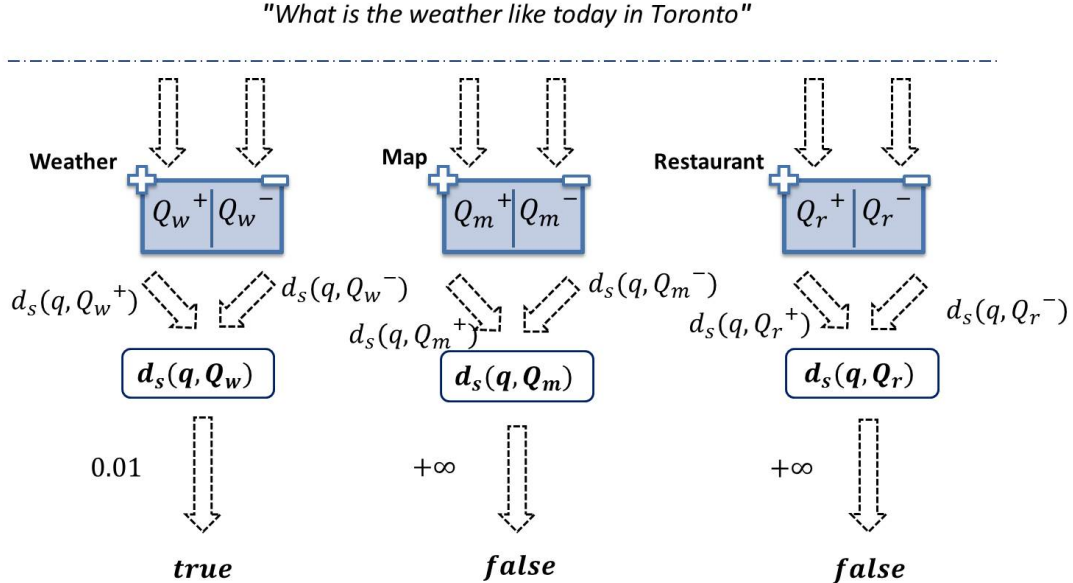 "What is the weather like today in Toronto"
Weather Map Restaurant
Q_w^+ | Q_w^- Q_m^+ | Q_m^- Q_r^+ | Q_r^-
d_s(q, Q_w^+) d_s(q, Q_w^-) d_s(q, Q_m^+) d_s(q, Q_m^-) d_s(q, Q_r^+) d_s(q, Q_r^-)
d_s(q, Q_w) d_s(q, Q_m) d_s(q, Q_r)
0.01 +∞ +∞
true false false